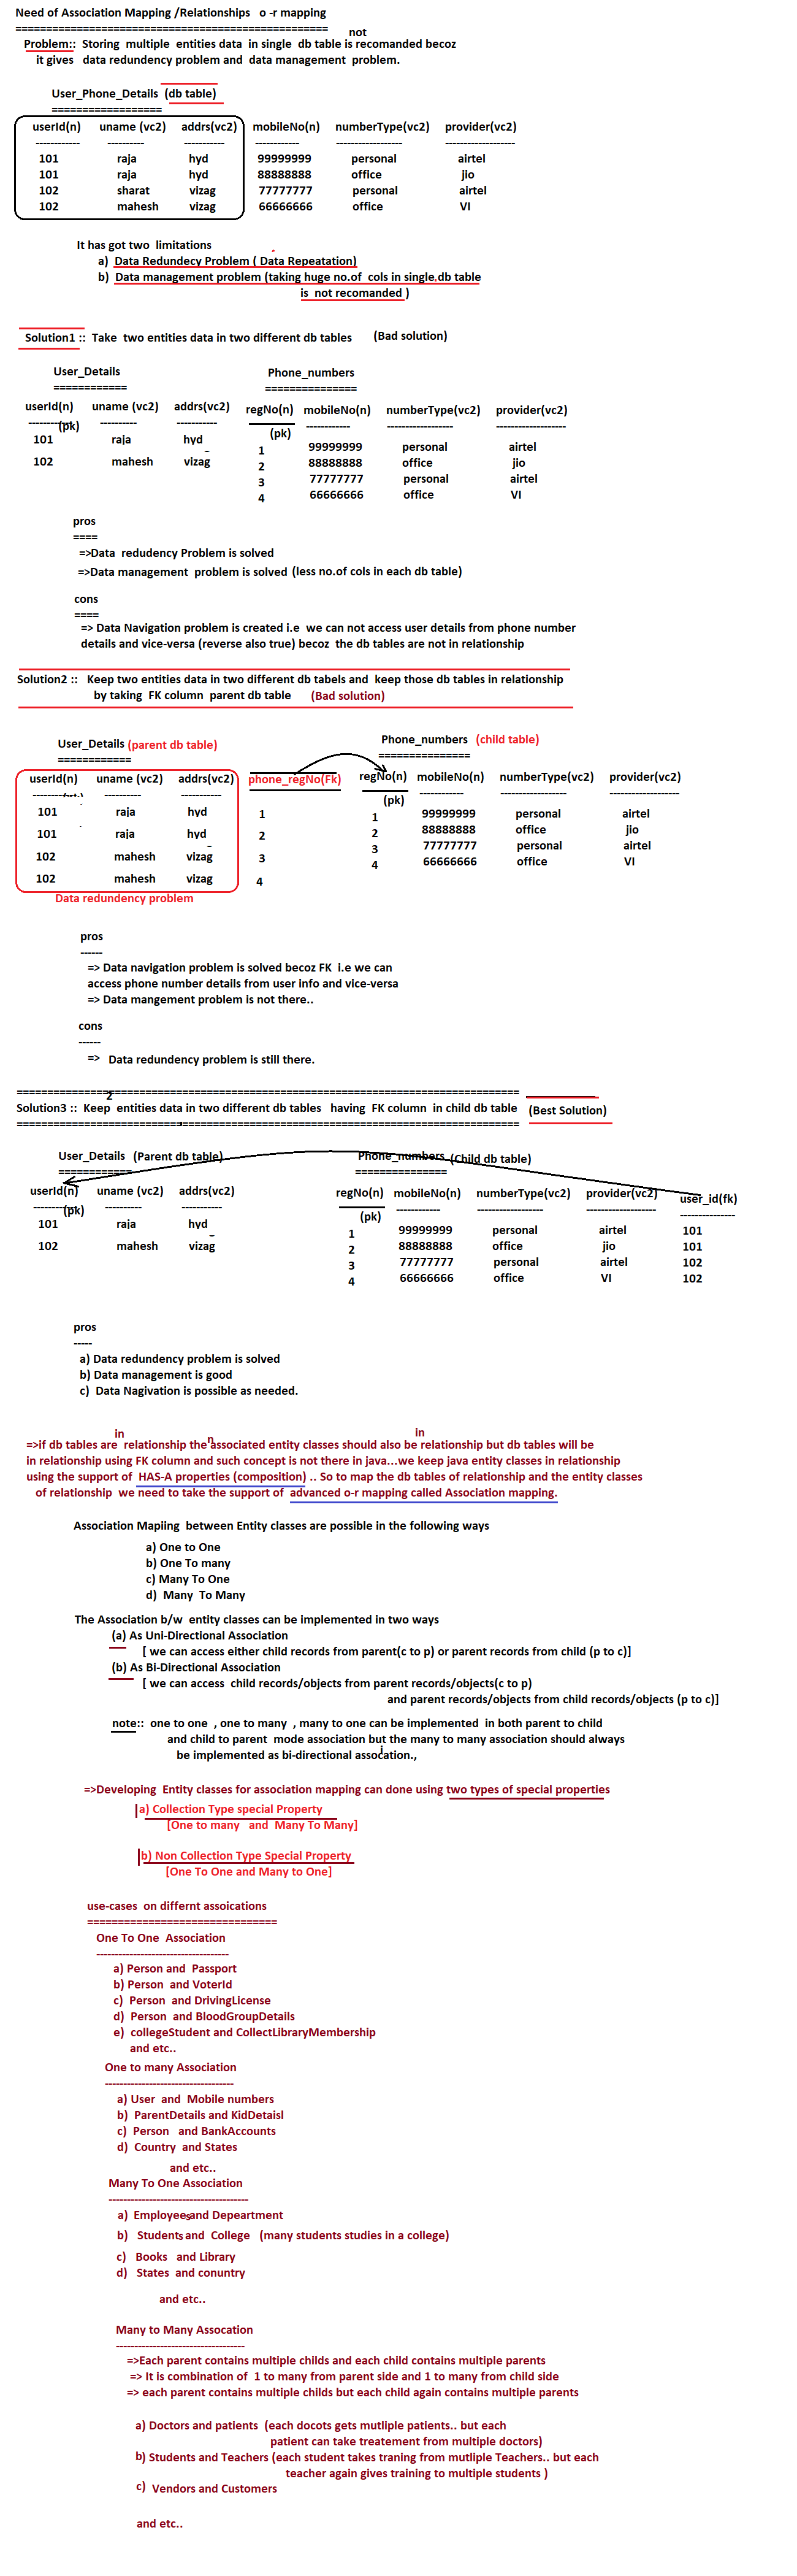 Need of Association Mapping /Relationships o -r mapping
===================================================
not
Problem:: Storing multiple entities data in single db table is recomanded becoz
it gives data redundency problem and data management problem.
User_Phone_Details (db table)
==================
userId(n) uname (vc2) addrs(vc2) mobileNo(n) numberType(vc2) provider(vc2)
------------ ---------- ---------- ------------ ------------------ -------------------
101 raja hyd 99999999 personal airtel
101 raja hyd 88888888 office jio
102 sharat vizag 77777777 personal airtel
102 mahesh vizag 66666666 office VI
It has got two limitations
a) Data Redundecy Problem ( Data Repeatation)
b) Data management problem (taking huge no.of cols in single db table
is not recomanded )
Solution1 :: Take two entities data in two different db tables (Bad solution)
User_Details Phone_numbers
============ ===============
userId(n) uname (vc2) addrs(vc2) regNo(n) mobileNo(n) numberType(vc2) provider(vc2)
------------ ---------- ----------- ------------ ------------------ -------------------
(pk) (pk)
101 raja hyd 1 99999999 personal airtel
102 mahesh vizag 2 88888888 office jio
3 77777777 personal airtel
4 66666666 office VI
pros
====
=>Data redudency Problem is solved
=>Data management problem is solved (less no.of cols in each db table)
cons
====
=> Data Navigation problem is created i.e we can not access user details from phone number
details and vice-versa (reverse also true) becoz the db tables are not in relationship
Solution2 :: Keep two entities data in two different db tabels and keep those db tables in relationship
by taking FK column parent db table (Bad solution)
User_Details (parent db table) Phone_numbers (child table)
============ ===============
userId(n) uname (vc2) addrs(vc2) phone_regNo(Fk) regNo(n) mobileNo(n) numberType(vc2) provider(vc2)
---------- ----------- ------------ ------------------ -------------------
(pk)
101 raja hyd 1 1 99999999 personal airtel
101 raja hyd 2 2 88888888 office jio
102 mahesh vizag 3 3 77777777 personal airtel
102 mahesh vizag 4 4 66666666 office VI
Data redundency problem
pros
------
=> Data navigation problem is solved becoz FK i.e we can
access phone number details from user info and vice-versa
=> Data mangement problem is not there..
cons
------
=> Data redundency problem is still there.
==================================================================================
2
Solution3 :: Keep entities data in two different db tables having FK column in child db table (Best Solution)
==================================================================================
User_Details (Parent db table) Phone_numbers (Child db table)
============ ===============
userId(n) uname (vc2) addrs(vc2) regNo(n) mobileNo(n) numberType(vc2) provider(vc2) user_id(fk)
------------ ---------- ----------- ------------ ------------------ ------------------- ---------------
(pk) (pk)
101 raja hyd 1 99999999 personal airtel 101
102 mahesh vizag 2 88888888 office jio 101
3 77777777 personal airtel 102
4 66666666 office VI 102
pros
-----
a) Data redundency problem is solved
b) Data management is good
c) Data Nagivation is possible as needed.
in n in
=>if db tables are relationship the associated entity classes should also be relationship but db tables will be
in relationship using FK column and such concept is not there in java...we keep java entity classes in relationship
using the support of HAS-A properties (composition) .. So to map the db tables of relationship and the entity classes
of relationship we need to take the support of advanced o-r mapping called Association mapping.
Association Mapiing between Entity classes are possible in the following ways
a) One to One
b) One To many
c) Many To One
d) Many To Many
The Association b/w entity classes can be implemented in two ways
(a) As Uni-Directional Association
[ we can access either child records from parent(c to p) or parent records from child (p to c)]
(b) As Bi-Directional Association
[ we can access child records/objects from parent records/objects(c to p)
and parent records/objects from child records/objects (p to c)]
note:: one to one , one to many , many to one can be implemented in both parent to child
and child to parent mode association but the many to many association should always
i
be implemented as bi-directional assocation.,
=>Developing Entity classes for association mapping can done using two types of special properties
a) Collection Type special Property
[One to many and Many To Many]
b) Non Collection Type Special Property
[One To One and Many to One]
use-cases on differnt assoications
===============================
One To One Association
------------------------------------
a) Person and Passport
b) Person and VoterId
c) Person and DrivingLicense
d) Person and BloodGroupDetails
e) collegeStudent and CollectLibraryMembership
and etc..
One to many Association
-----------------------------------
a) User and Mobile numbers
b) ParentDetails and KidDetaisl
c) Person and BankAccounts
d) Country and States
and etc..
Many To One Association
--------------------------------------
a) Employees and Depeartment
b) Students and College (many students studies in a college)
c) Books and Library
d) States and conuntry
and etc..
Many to Many Assocation
-----------------------------------
=>Each parent contains multiple childs and each child contains multiple parents
=> It is combination of 1 to many from parent side and 1 to many from child side
=> each parent contains multiple childs but each child again contains multiple parents
a) Doctors and patients (each docots gets mutliple patients.. but each
patient can take treatement from multiple doctors)
b) Students and Teachers (each student takes traning from mutliple Teachers.. but each
teacher again gives training to multiple students )
c) Vendors and Customers
and etc..